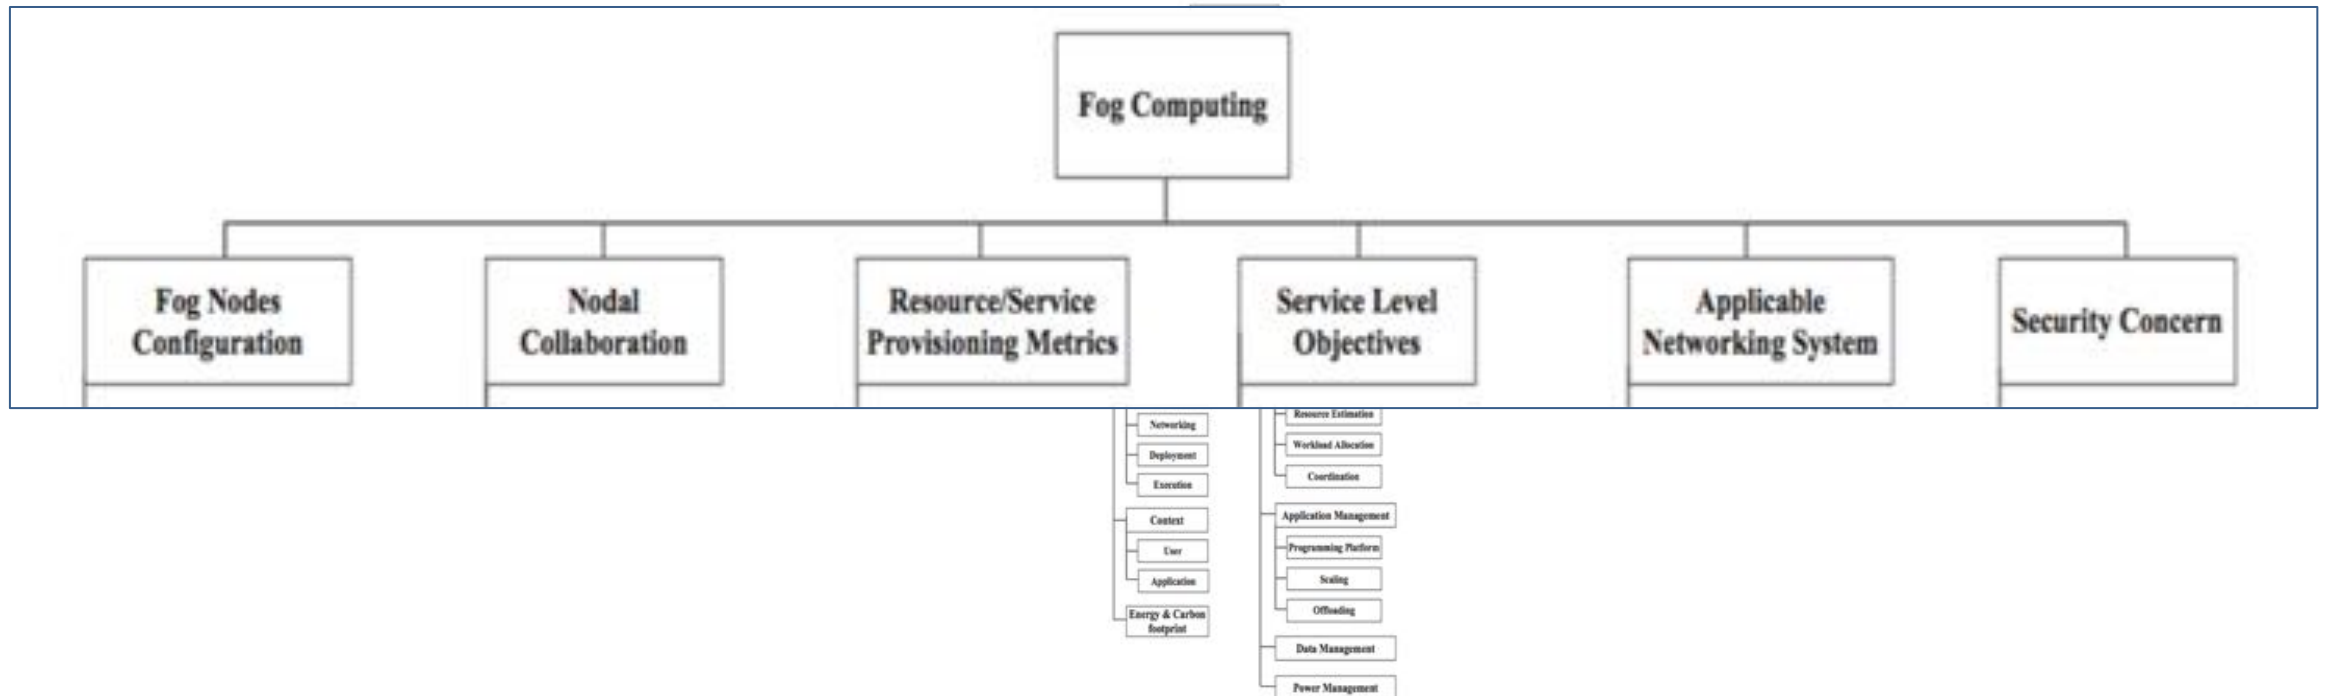 Fog Computing
Fog Nodes
Configuration
Nodal
Collaboration
Resource/Service
Provisioning Metrics
Service Level
Objectives
Applicable
Networking System
Security Concern
Networking
Deployment
Execution
Context
User
Application
Energy & Carbon
footprint
Resource Estimation
Workload Allocation
Coordination
Application Management
Programming Platform
Scaling
Offloading
Data Management
Power Management